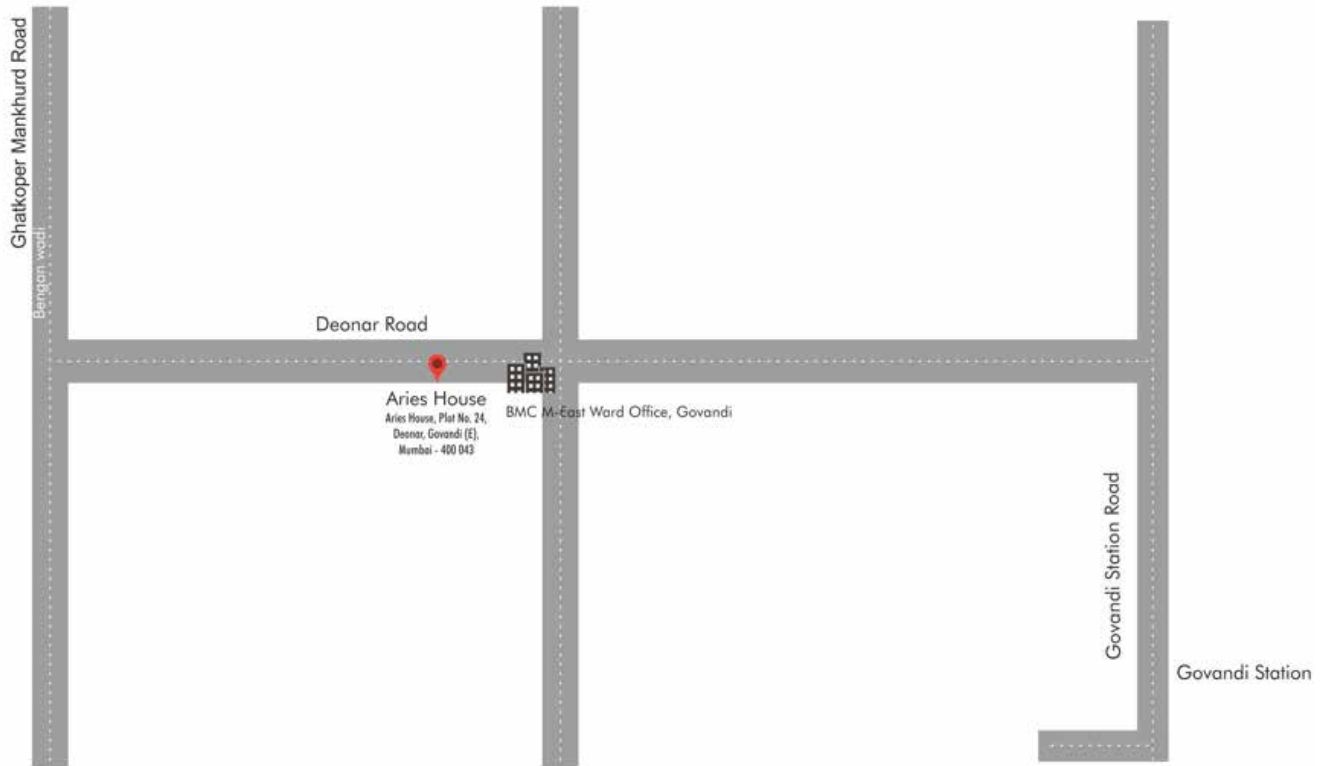 Ghatkoper Mankhurd Road
Bengan wadi
Deonar Road
Aries House
Aries House, Plot No. 24,
Deonar, Govandi (E),
Mumbai - 400 043
BMC M-East Ward Office, Govandi
Govandi Station Road
Govandi Station